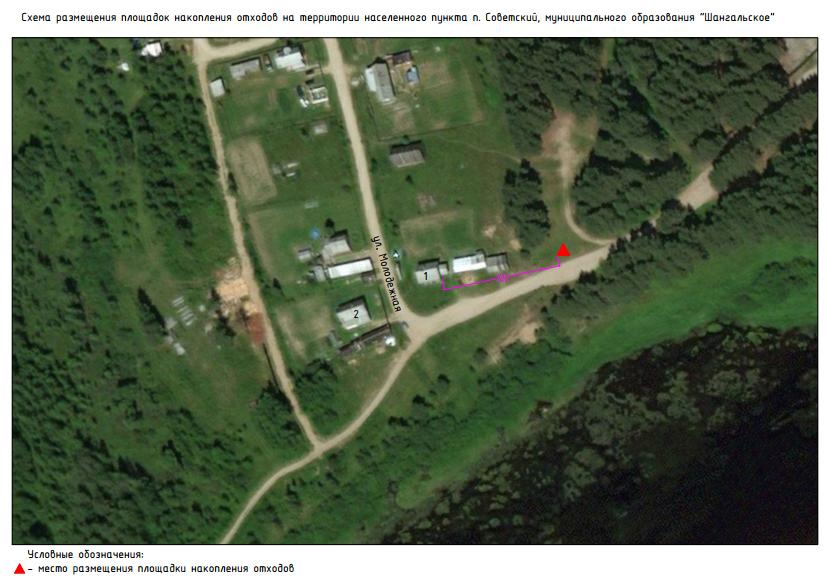 Схема размещения площадок накопления отходов на территории населенного пункта п. Советский, муниципального образования "Шангальское"
ул. Молодежная
1
2
Условные обозначения:
- место размещения площадки накопления отходов